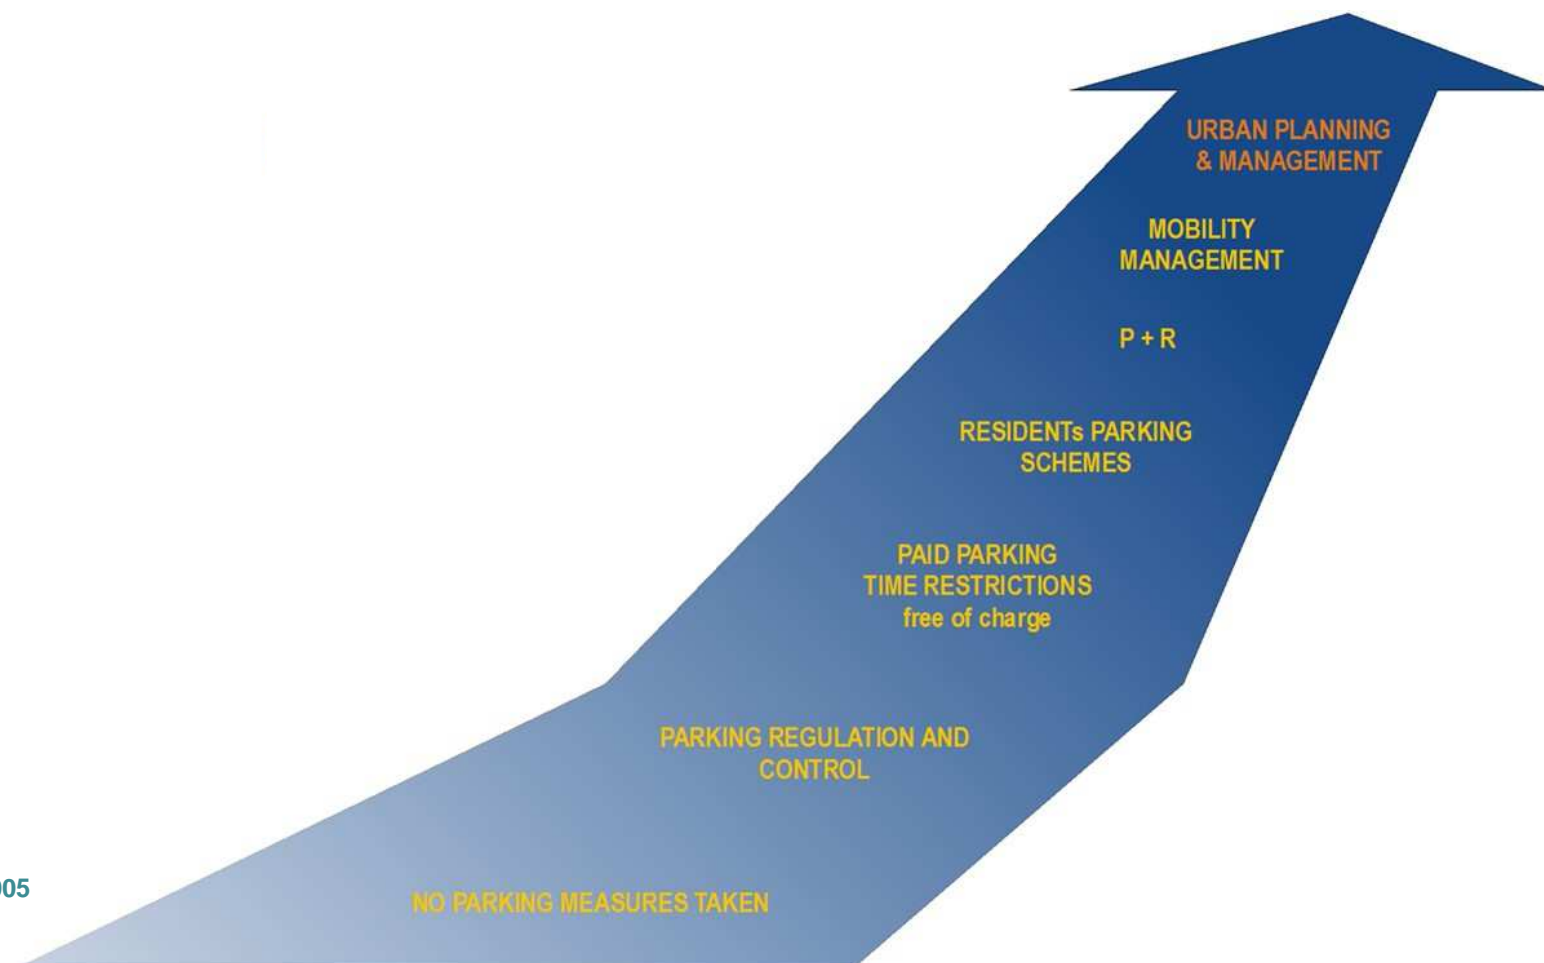 URBAN PLANNING
& MANAGEMENT
MOBILITY
MANAGEMENT
P + R
RESIDENTs PARKING
SCHEMES
PAID PARKING
TIME RESTRICTIONS
free of charge
PARKING REGULATION AND
CONTROL
005
NO PARKING MEASURES TAKEN